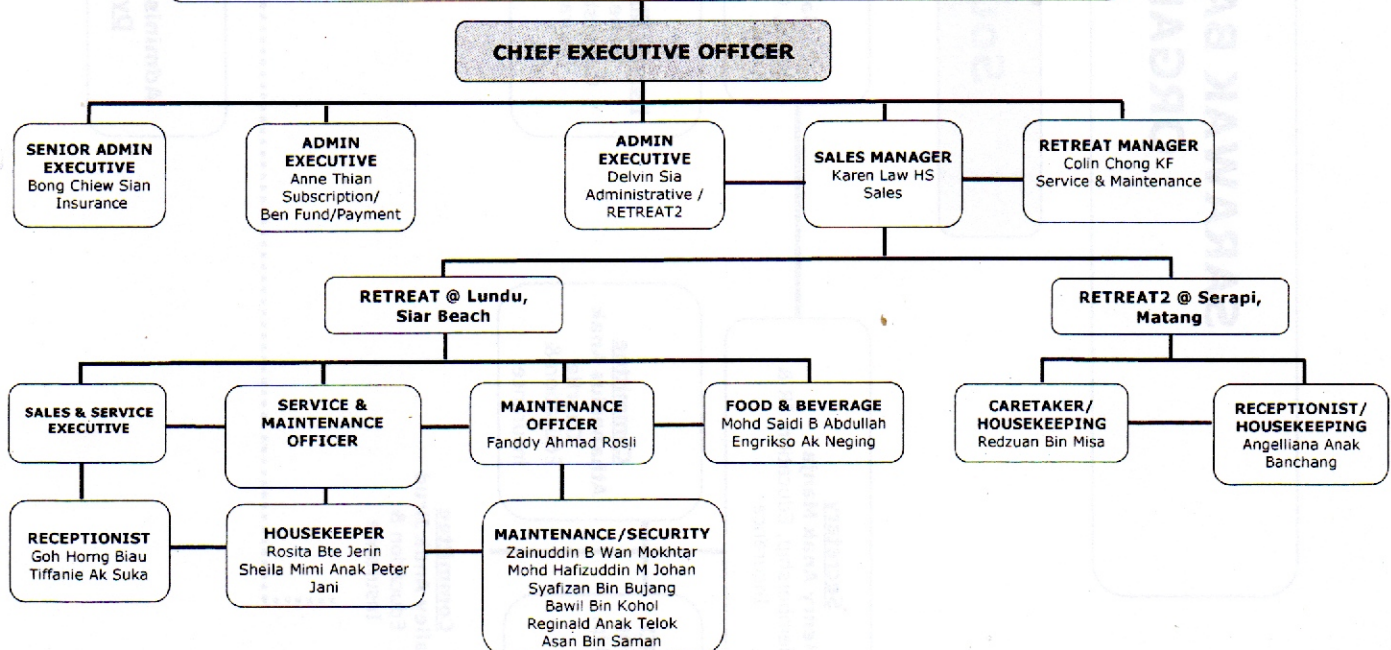 CHIEF EXECUTIVE OFFICER
SENIOR ADMIN
EXECUTIVE
Bong Chiew Sian
Insurance
ADMIN
EXECUTIVE
Anne Thian
Subscription/
Ben Fund/Payment
ADMIN
EXECUTIVE
Delvin Sia
Administrative /
RETREAT2
SALES MANAGER
Karen Law HS
Sales
RETREAT MANAGER
Colin Chong KF
Service & Maintenance
RETREAT @ Lundu,
Siar Beach
RETREAT2 @ Serapi,
Matang
SALES & SERVICE
EXECUTIVE
SERVICE &
MAINTENANCE
OFFICER
MAINTENANCE
OFFICER
Fanddy Ahmad Rosli
FOOD & BEVERAGE
Mohd Saidi B Abdullah
Engrikso Ak Neging
CARETAKER/
HOUSEKEEPING
Redzuan Bin Misa
RECEPTIONIST/
HOUSEKEEPING
Angelliana Anak
Banchang
RECEPTIONIST
Goh Horng Biau
Tiffanie Ak Suka
HOUSEKEEPER
Rosita Bte Jerin
Sheila Mimi Anak Peter
Jani
MAINTENANCE/SECURITY
Zainuddin B Wan Mokhtar
Mohd Hafizuddin M Johan
Syafizan Bin Bujang
Bawil Bin Kohol
Reginald Anak Telok
Asan Bin Saman